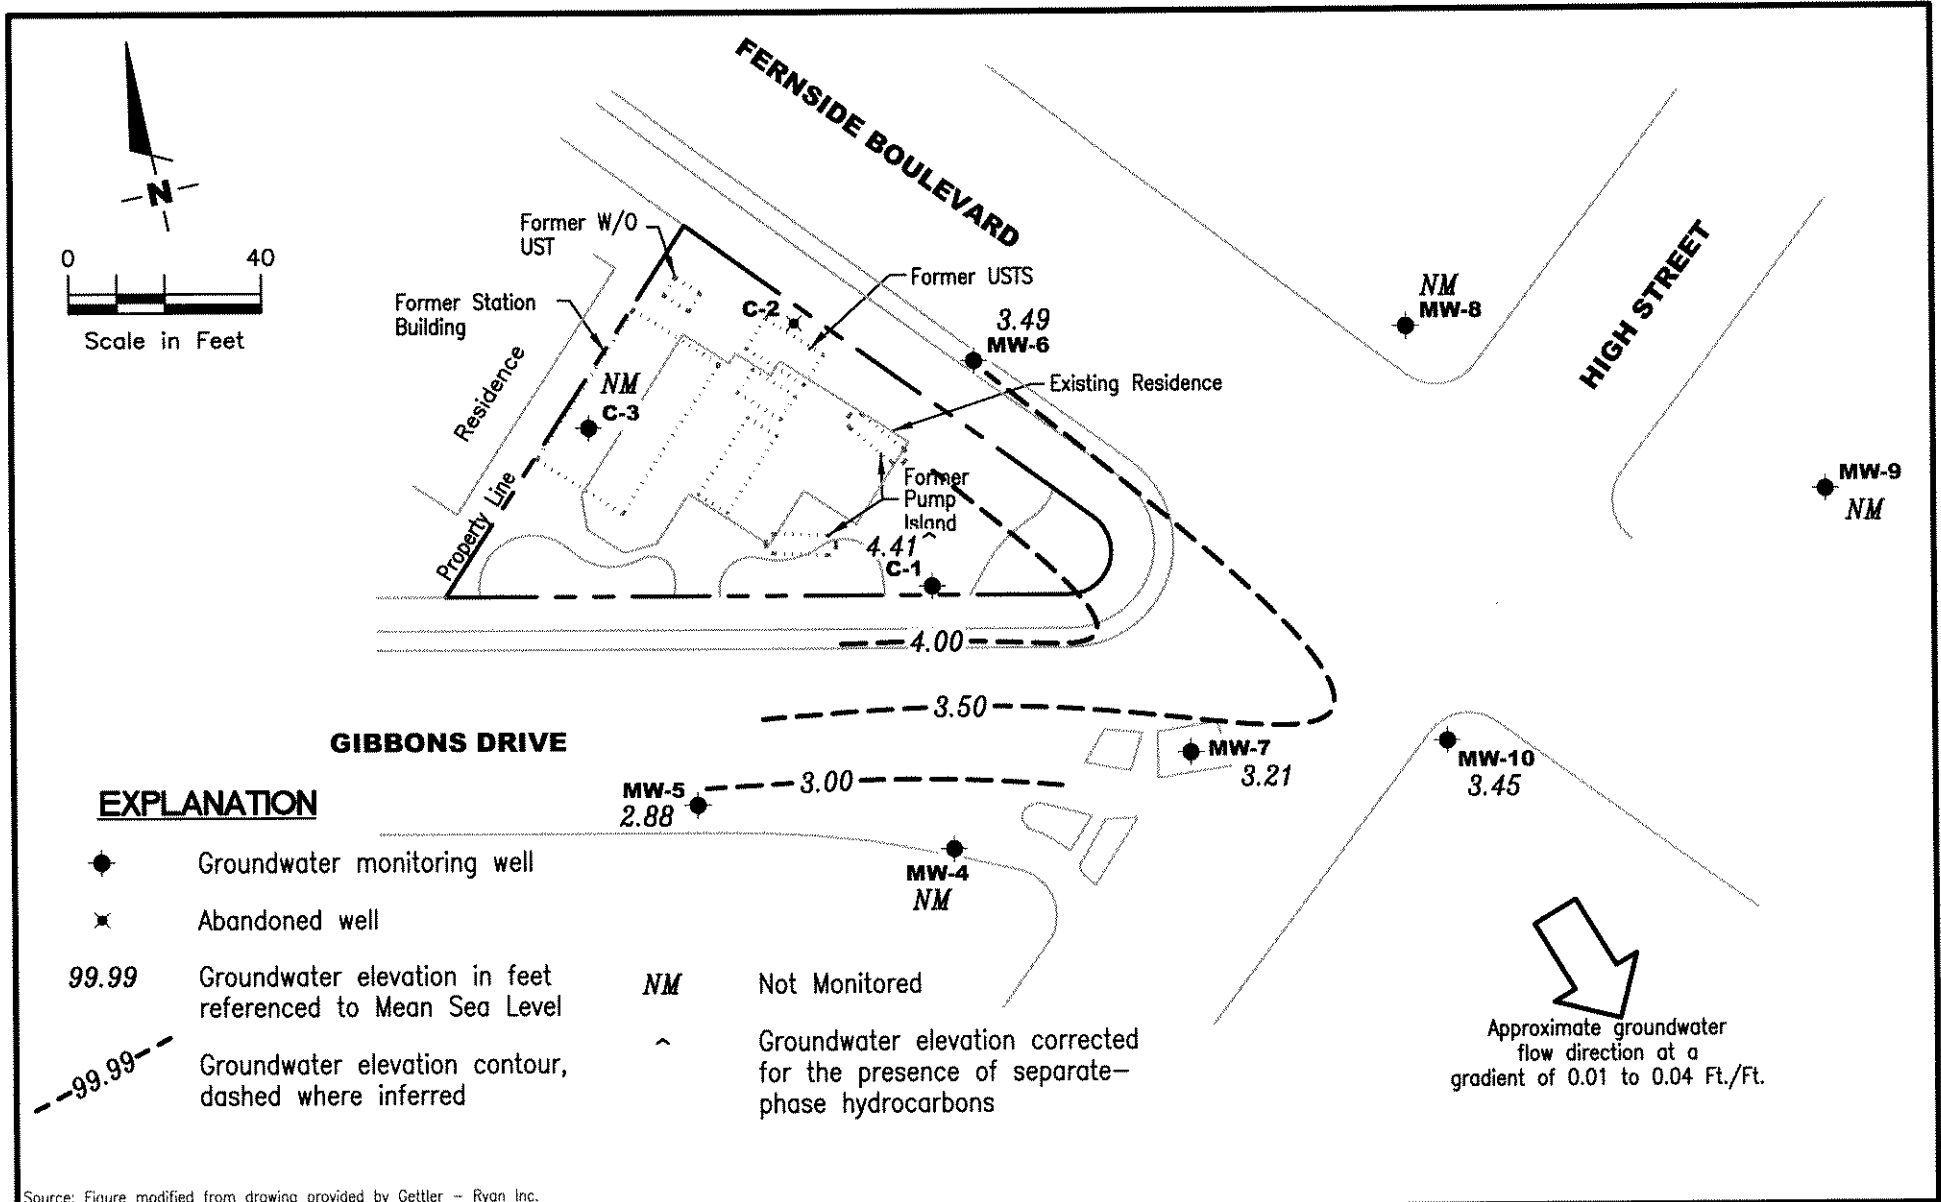 FERNSIDE BOULEVARD
N
0 40
Scale in Feet
Former W/O
UST
Former USTS
C-2
3.49
MW-6
Former Station
Building
Residence
NM
C-3
Existing Residence
NM
MW-8
HIGH STREET
MW-9
NM
Property Line
Former
Pump
Island
4.41^
C-1
4.00
3.50
GIBBONS DRIVE
MW-7
3.21
MW-10
3.45
3.00
MW-5
2.88
MW-4
NM
EXPLANATION
Groundwater monitoring well
Abandoned well
99.99 Groundwater elevation in feet
referenced to Mean Sea Level
99.99 Groundwater elevation contour,
dashed where inferred
NM Not Monitored
^ Groundwater elevation corrected
for the presence of separate-
phase hydrocarbons
Approximate groundwater
flow direction at a
gradient of 0.01 to 0.04 Ft./Ft.
Source: Figure modified from drawing provided by Gettler - Ryan Inc.